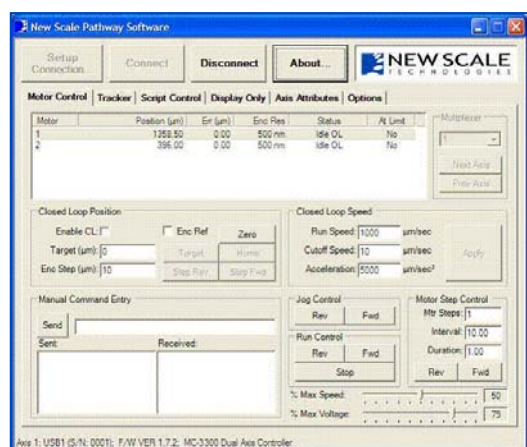 New Scale Pathway Software
Setup Connection
Connect
Disconnect
About...
NEW SCALE
TECHNOLOGIES
Motor Control Tracker Script Control Display Only Axis Attributes Options
Motor Position (µm) Err (µm) Enc Res Status At Limit
1 1359.50 0.00 500 nm Idle OL No
2 396.00 0.00 500 nm Idle OL No
Multiplexer
1
Next Axis
Prev Axis
Closed Loop Position
Enable CL: Enc Ref Zero
Target (µm): 0 Target Home
Enc Step (µm): 10 Step Rev Step Fwd
Closed Loop Speed
Run Speed: 1000 µm/sec
Cutoff Speed: 10 µm/sec
Acceleration: 5000 µm/sec²
Apply
Manual Command Entry
Send
Sent: Received:
Jog Control
Rev Fwd
Run Control
Rev Fwd
Stop
Motor Step Control
Mtr Steps: 1
Interval: 10.00
Duration: 1.00
Rev Fwd
% Max Speed: 50
% Max Voltage: 75
Axis 1: USB1 (S/N: 0001); F/W VER 1.7.2; MC-3300 Dual Axis Controller